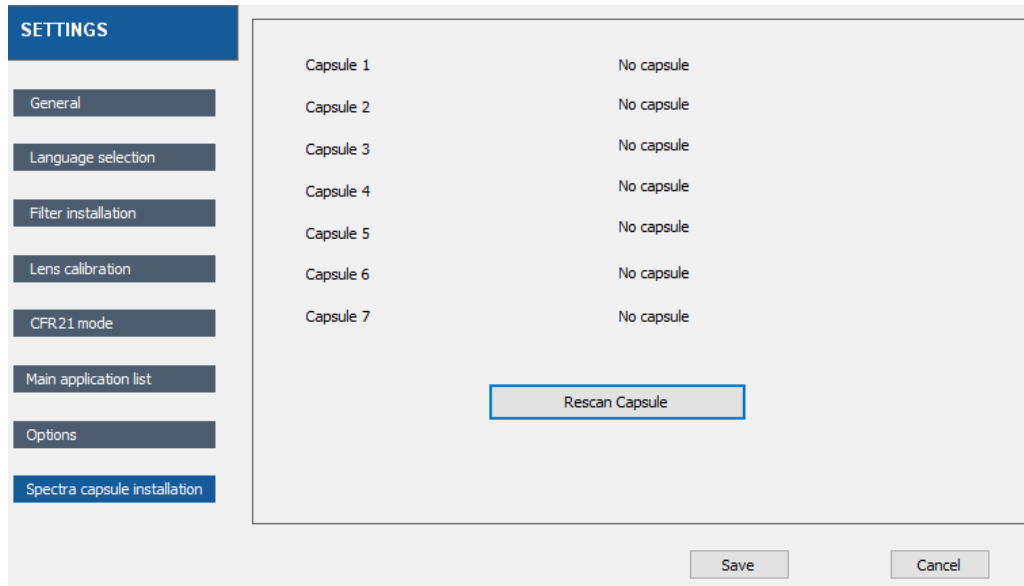 SETTINGS
General
Language selection
Filter installation
Lens calibration
CFR21 mode
Main application list
Options
Spectra capsule installation
Capsule 1 No capsule
Capsule 2 No capsule
Capsule 3 No capsule
Capsule 4 No capsule
Capsule 5 No capsule
Capsule 6 No capsule
Capsule 7 No capsule
Rescan Capsule
Save Cancel